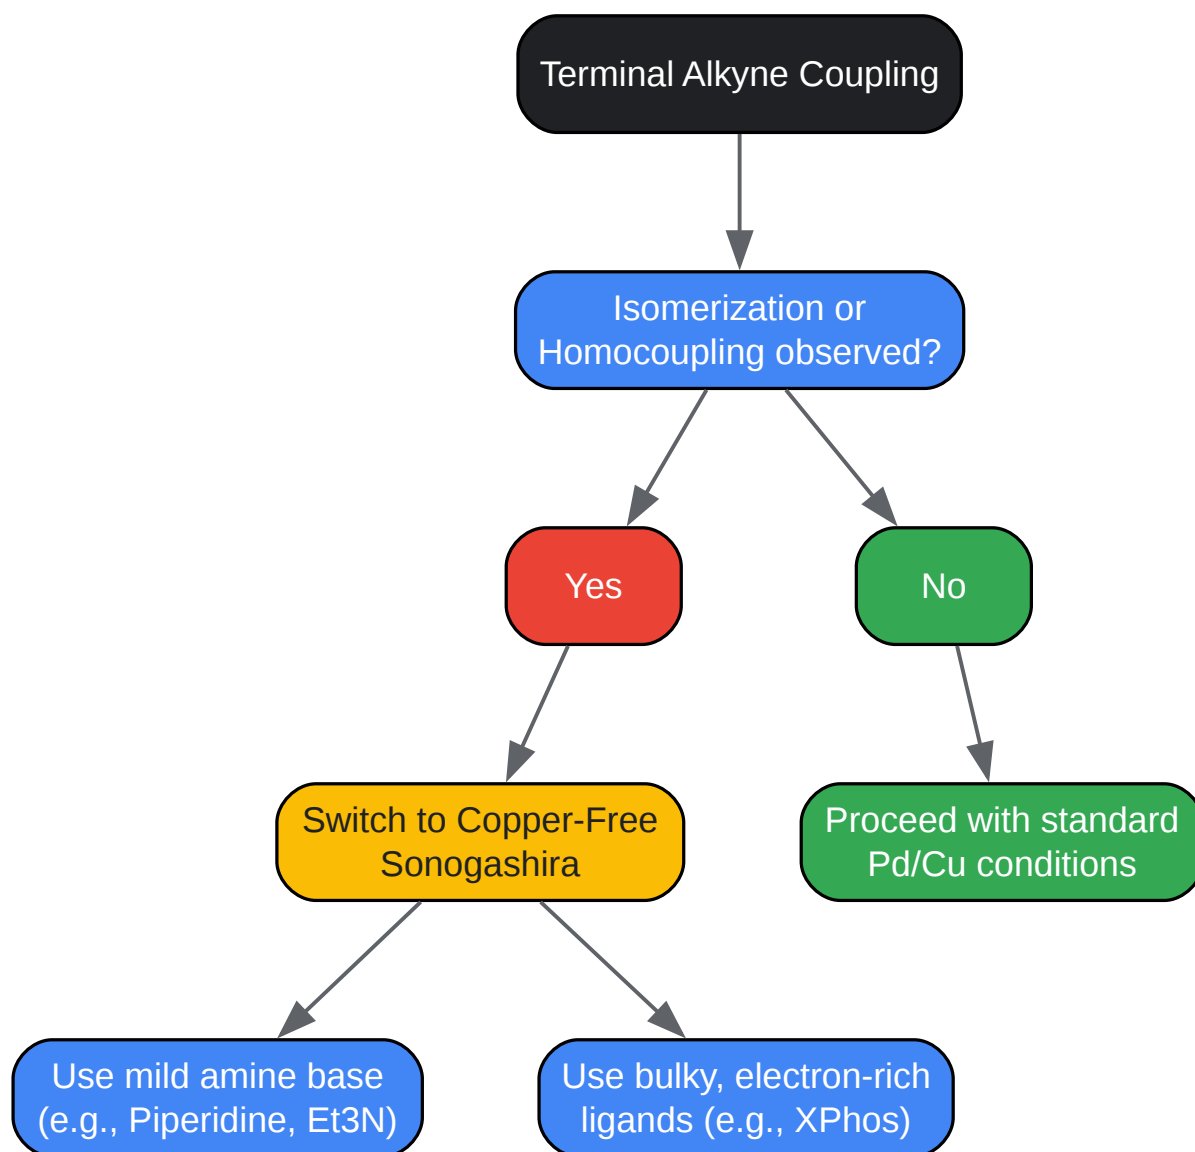 Terminal Alkyne Coupling
Isomerization or
Homocoupling observed?
Yes
No
Switch to Copper-Free
Sonogashira
Proceed with standard
Pd/Cu conditions
Use mild amine base
(e.g., Piperidine, Et3N)
Use bulky, electron-rich
ligands (e.g., XPhos)